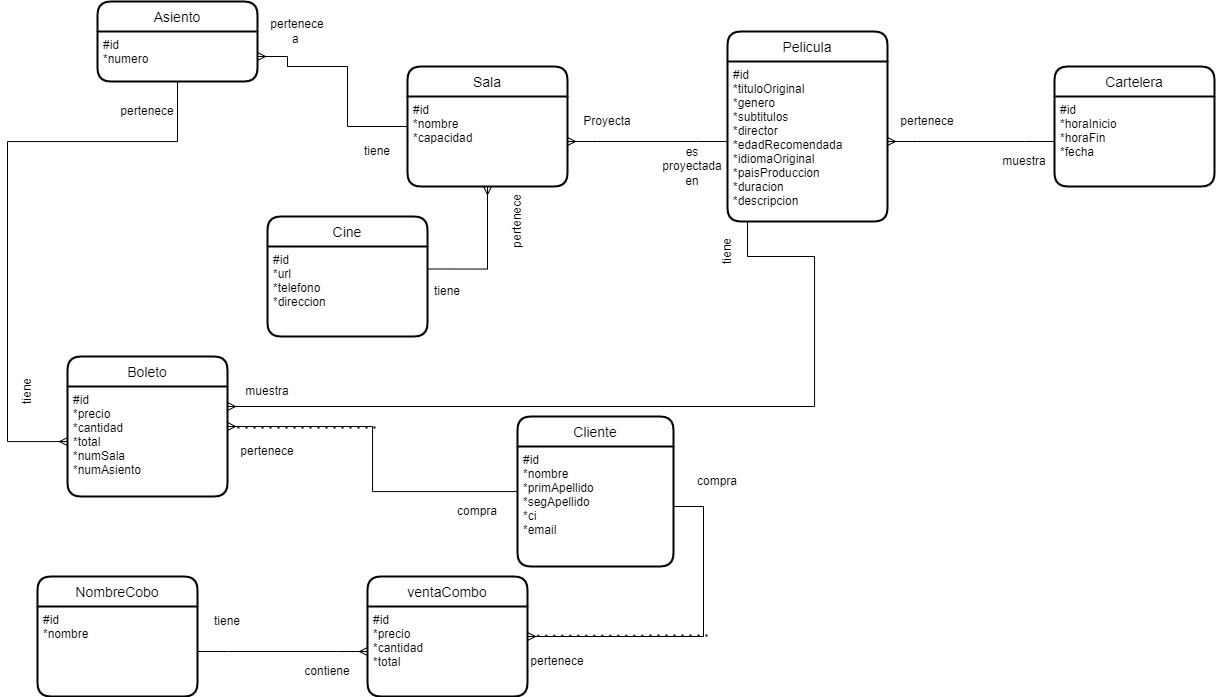 Asiento
#id
*numero
pertenece
a
pertenece
Sala
#id
*nombre
*capacidad
tiene
Proyecta
es
proyectada
en
Pelicula
#id
*tituloOriginal
*genero
*subtitulos
*director
*edadRecomendada
*idiomaOriginal
*paisProduccion
*duracion
*descripcion
pertenece
muestra
Cartelera
#id
*horaInicio
*horaFin
*fecha
pertenece
Cine
#id
*url
*telefono
*direccion
tiene
tiene
tiene
Boleto
#id
*precio
*cantidad
*total
*numSala
*numAsiento
muestra
pertenece
compra
Cliente
#id
*nombre
*primApellido
*segApellido
*ci
*email
compra
NombreCobo
#id
*nombre
tiene
contiene
ventaCombo
#id
*precio
*cantidad
*total
pertenece